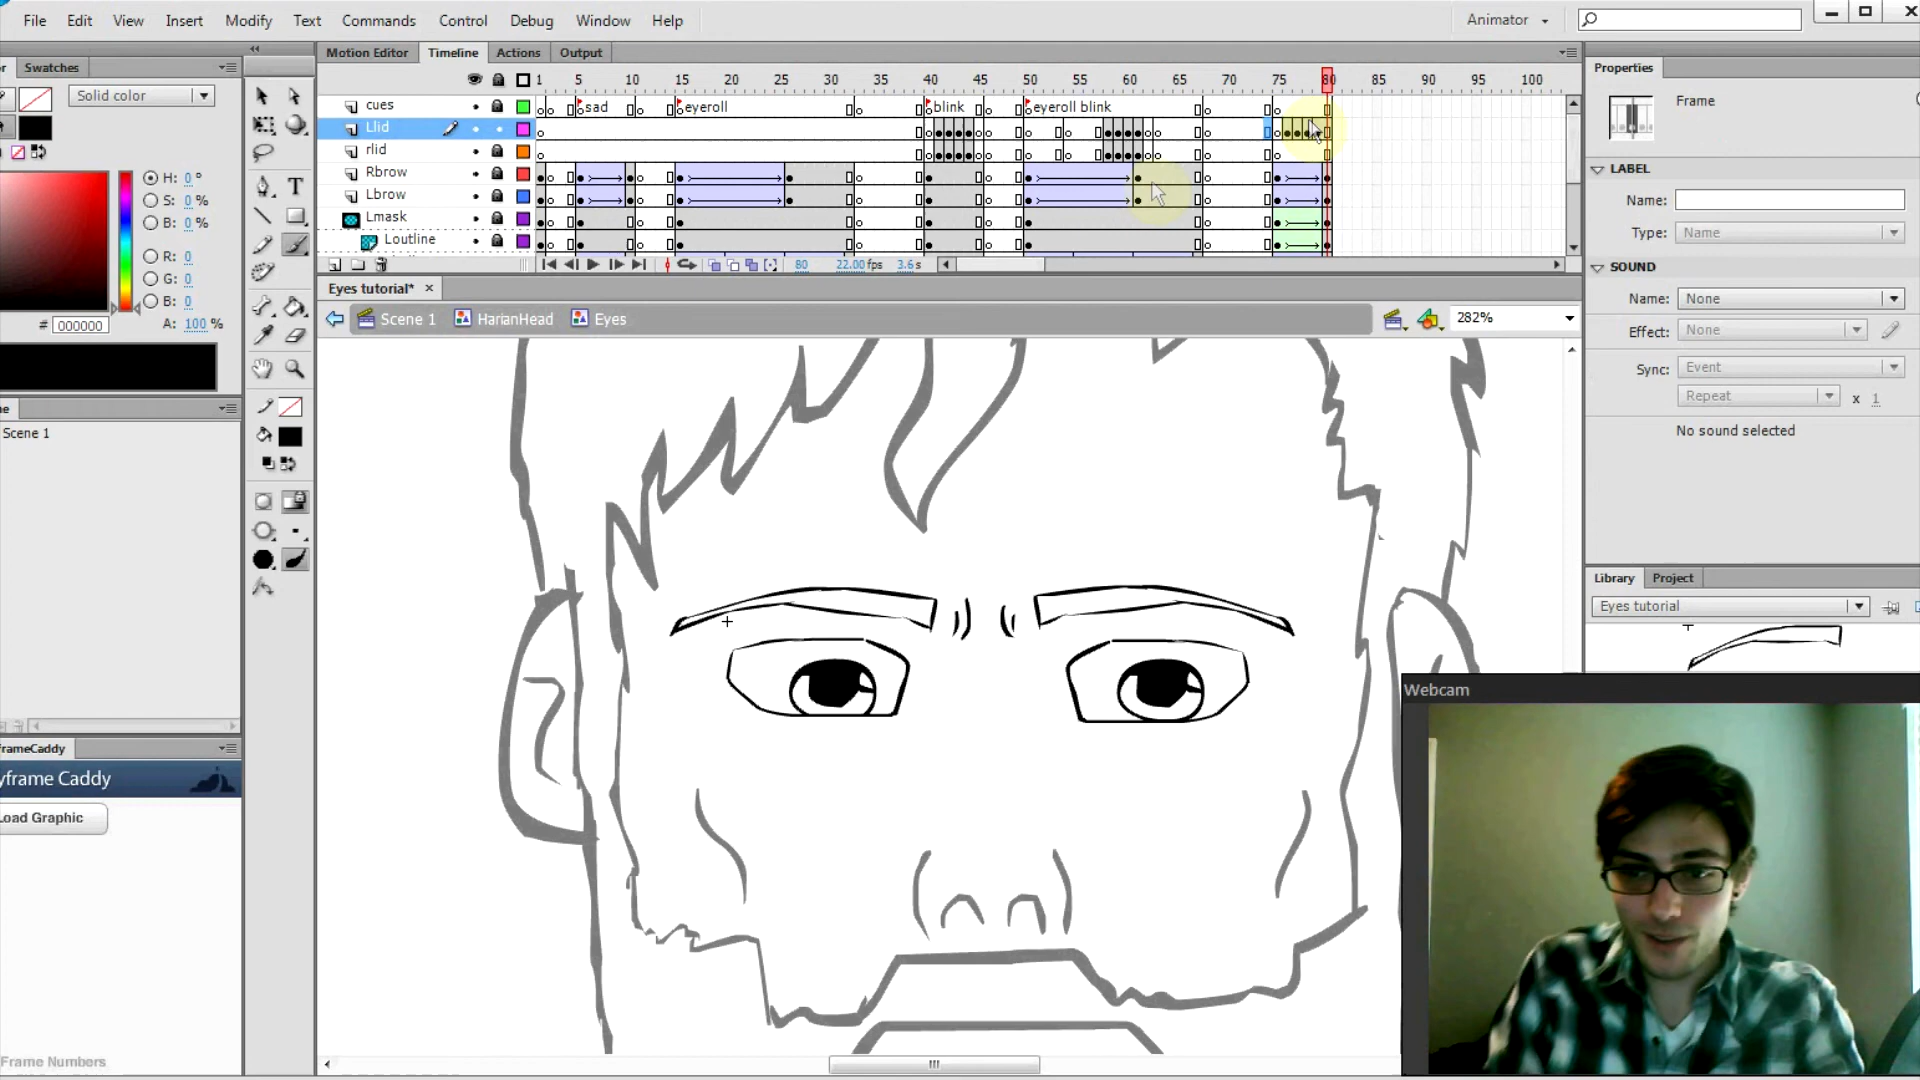 File Edit View Insert Modify Text Commands Control Debug Window Help
Animator
Swatches
Solid color
H: 0 °
S: 0 %
B: 0 %
R: 0
G: 0
B: 0
# 000000
A: 100 %
Scene 1
yframe Caddy
Load Graphic
Frame Numbers
Motion Editor Timeline Actions Output
1 5 10 15 20 25 30 35 40 45 50 55 60 65 70 75 80 85 90 95 100
cues sad eyeroll blink eyeroll blink
Llid
rlid
Rbrow
Lbrow
Lmask
Loutline
80 22.00 fps 3.6 s
Eyes tutorial*
Scene 1 HarianHead Eyes
282%
Properties
Frame
LABEL
Name:
Type: Name
SOUND
Name: None
Effect: None
Sync: Event
Repeat x 1
No sound selected
Library Project
Eyes tutorial
Webcam